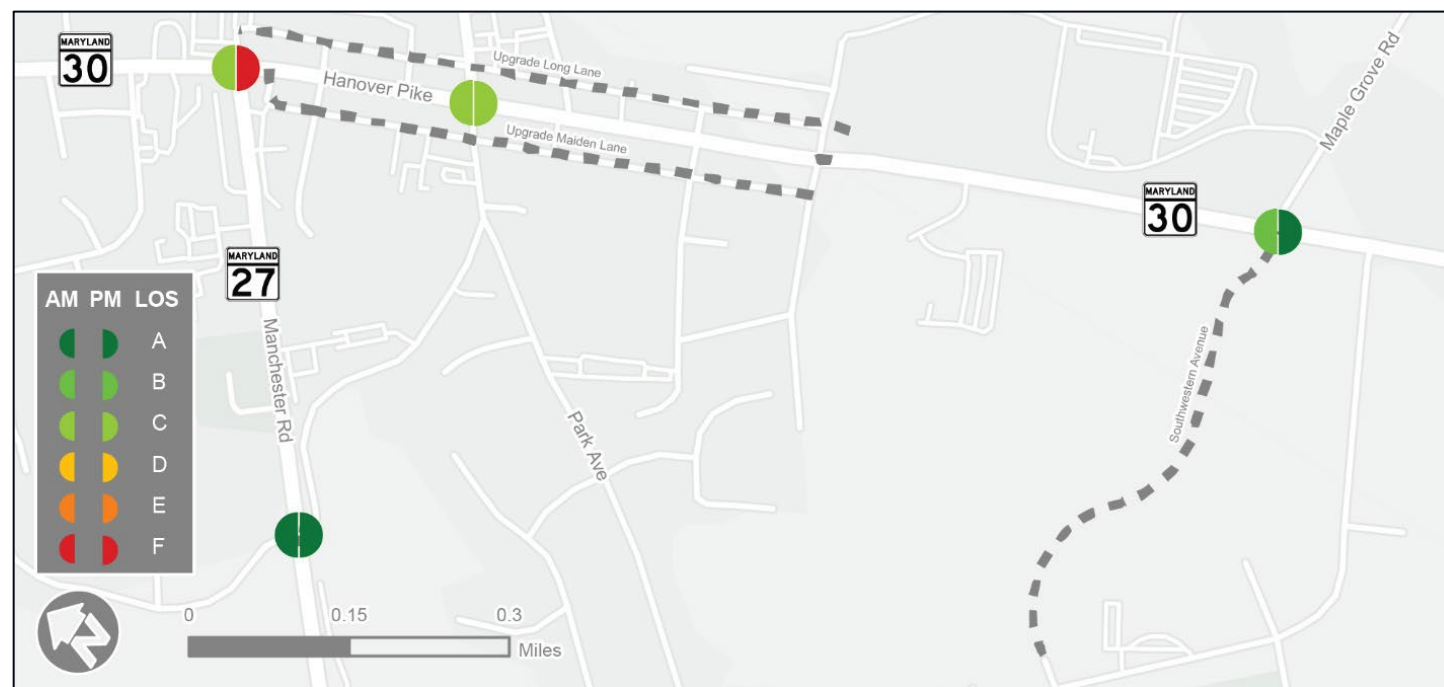 MARYLAND
30
Upgrade Long Lane
Hanover Pike
Upgrade Maiden Lane
Maple Grove Rd
MARYLAND
30
MARYLAND
27
AM PM LOS
A
B
C
D
E
F
Manchester Rd
Park Ave
Southwestern Avenue
N
0 0.15 0.3
Miles